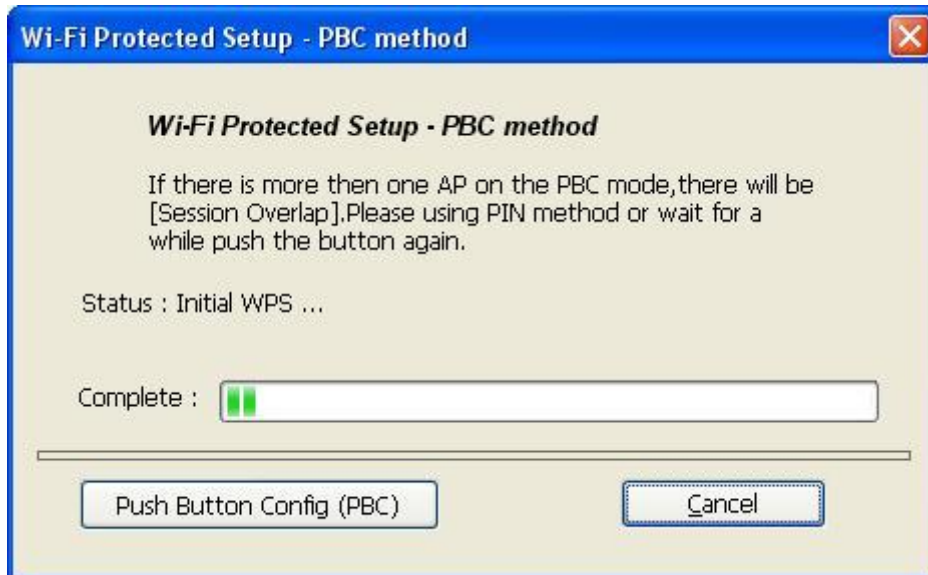 Wi-Fi Protected Setup - PBC method
Wi-Fi Protected Setup - PBC method
If there is more then one AP on the PBC mode,there will be
[Session Overlap].Please using PIN method or wait for a
while push the button again.
Status : Initial WPS ...
Complete :
Push Button Config (PBC)
Cancel